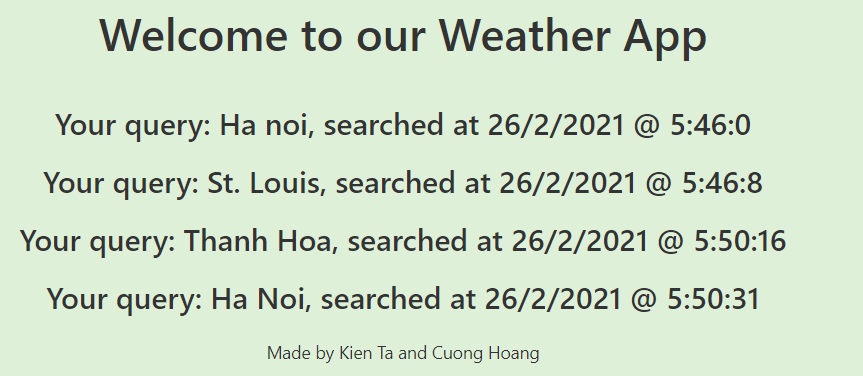 Welcome to our Weather App
Your query: Ha noi, searched at 26/2/2021 @ 5:46:0
Your query: St. Louis, searched at 26/2/2021 @ 5:46:8
Your query: Thanh Hoa, searched at 26/2/2021 @ 5:50:16
Your query: Ha Noi, searched at 26/2/2021 @ 5:50:31
Made by Kien Ta and Cuong Hoang